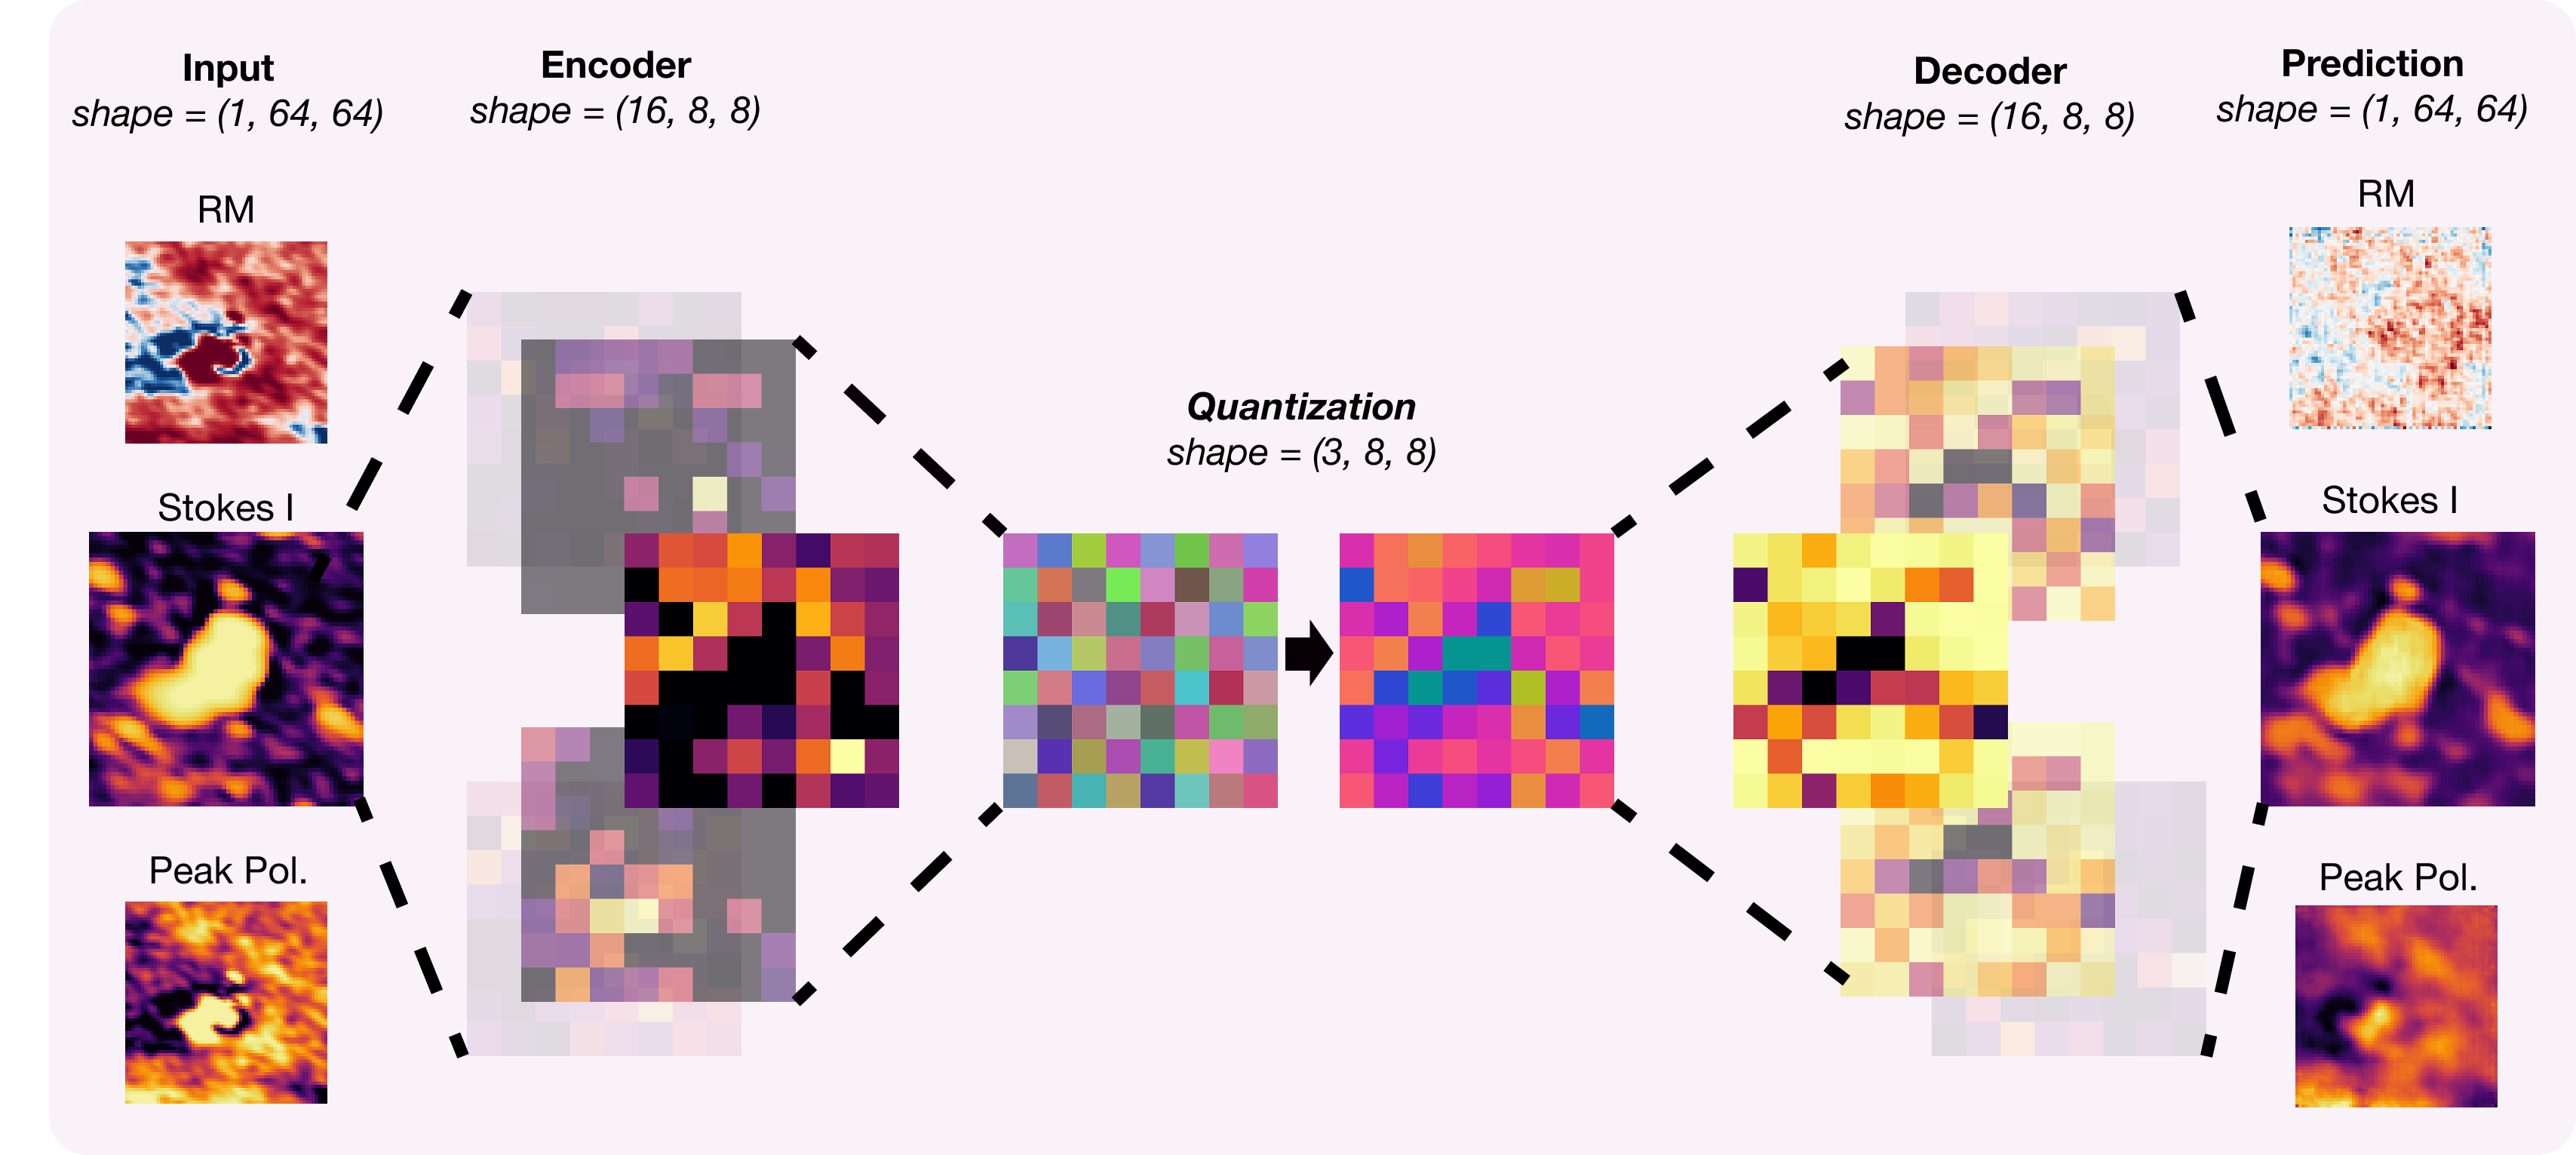 Input
shape = (1, 64, 64)
RM
Stokes I
Peak Pol.
Encoder
shape = (16, 8, 8)
Quantization
shape = (3, 8, 8)
Decoder
shape = (16, 8, 8)
Prediction
shape = (1, 64, 64)
RM
Stokes I
Peak Pol.